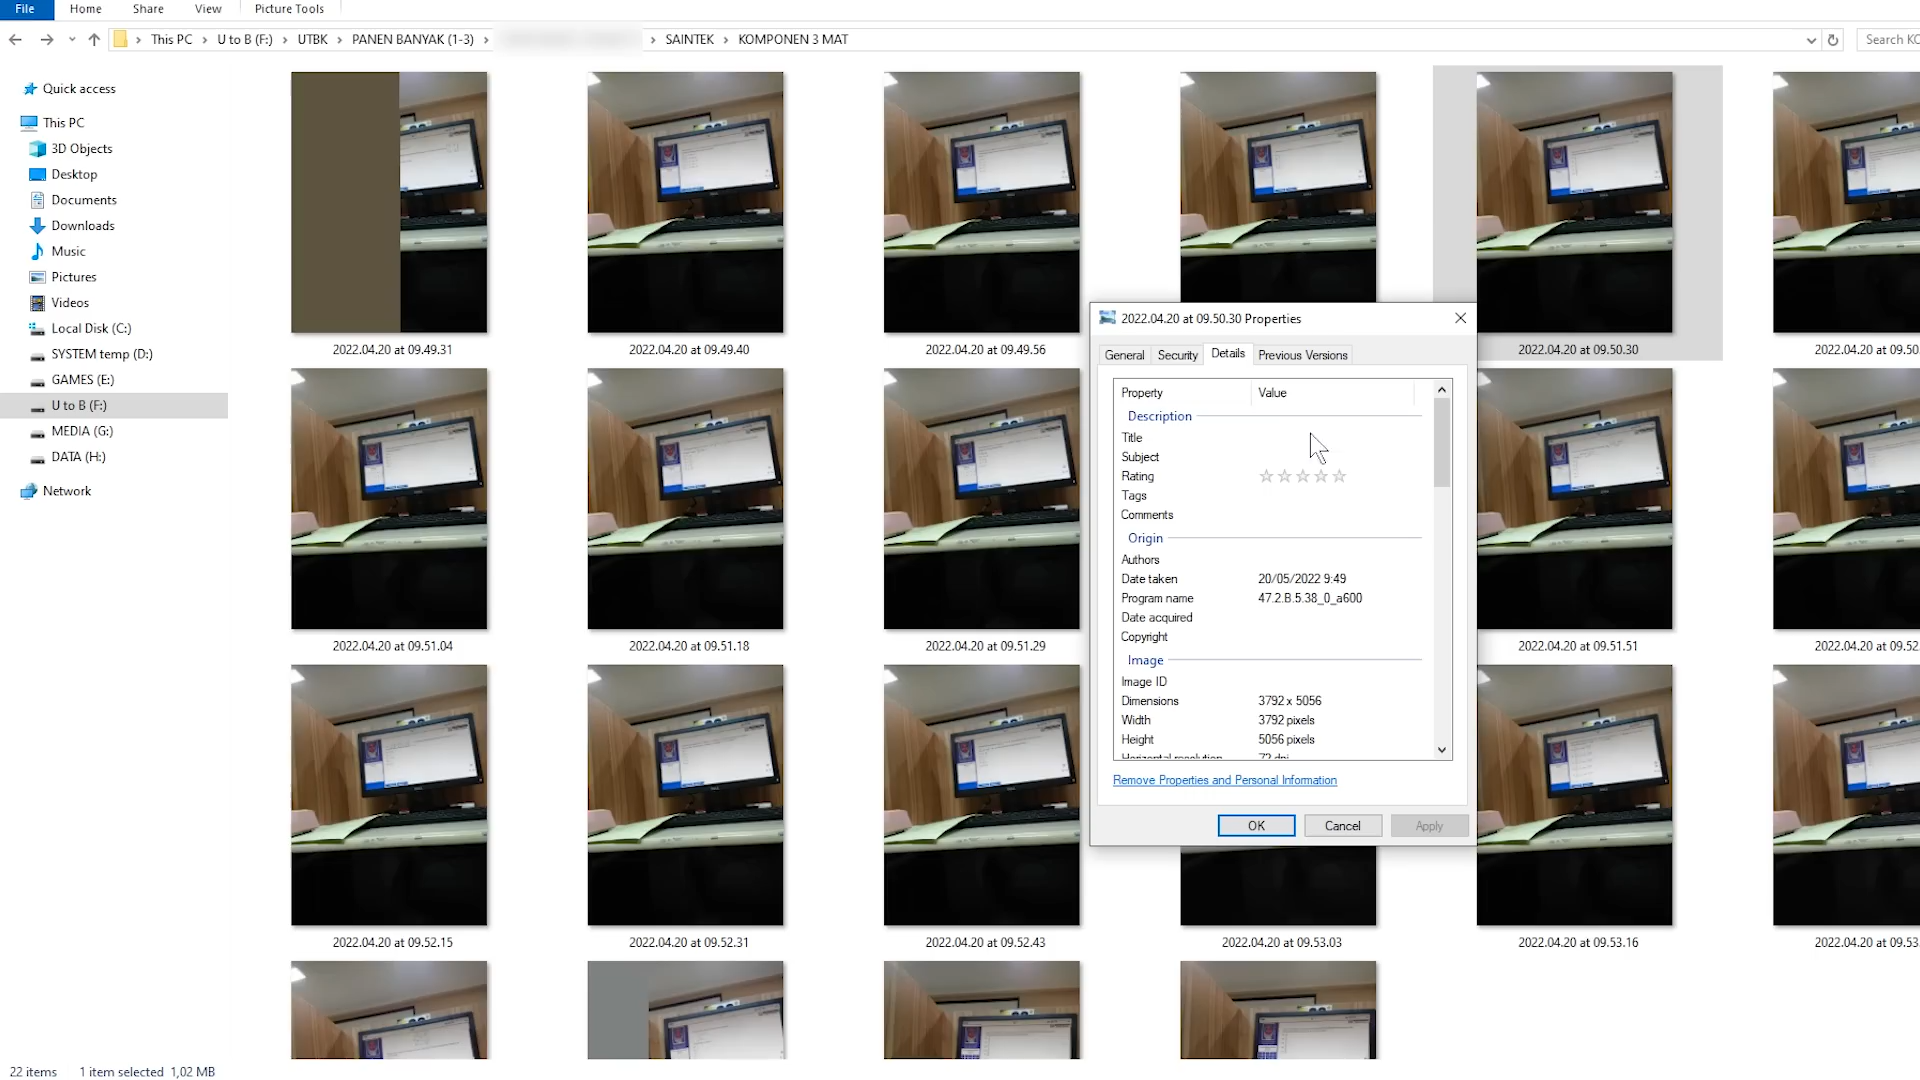 File Home Share View Picture Tools
This PC U to B (F:) UTBK PANEN BANYAK (1-3) SAINTEK KOMPONEN 3 MAT
Search KO
Quick access
This PC
3D Objects
Desktop
Documents
Downloads
Music
Pictures
Videos
Local Disk (C:)
SYSTEM temp (D:)
GAMES (E:)
U to B (F:)
MEDIA (G:)
DATA (H:)
Network
2022.04.20 at 09.49.31
2022.04.20 at 09.49.40
2022.04.20 at 09.49.56
2022.04.20 at 09.50.30
2022.04.20 at 09.50.
2022.04.20 at 09.51.04
2022.04.20 at 09.51.18
2022.04.20 at 09.51.29
2022.04.20 at 09.51.51
2022.04.20 at 09.52.
2022.04.20 at 09.52.15
2022.04.20 at 09.52.31
2022.04.20 at 09.52.43
2022.04.20 at 09.53.03
2022.04.20 at 09.53.16
2022.04.20 at 09.53.
2022.04.20 at 09.50.30 Properties
General Security Details Previous Versions
Property Value
Description
Title
Subject
Rating
Tags
Comments
Origin
Authors
Date taken 20/05/2022 9:49
Program name 47.2.B.5.38_0_a600
Date acquired
Copyright
Image
Image ID
Dimensions 3792 x 5056
Width 3792 pixels
Height 5056 pixels
Horizontal resolution 72 dpi
Remove Properties and Personal Information
OK Cancel Apply
22 items 1 item selected 1,02 MB